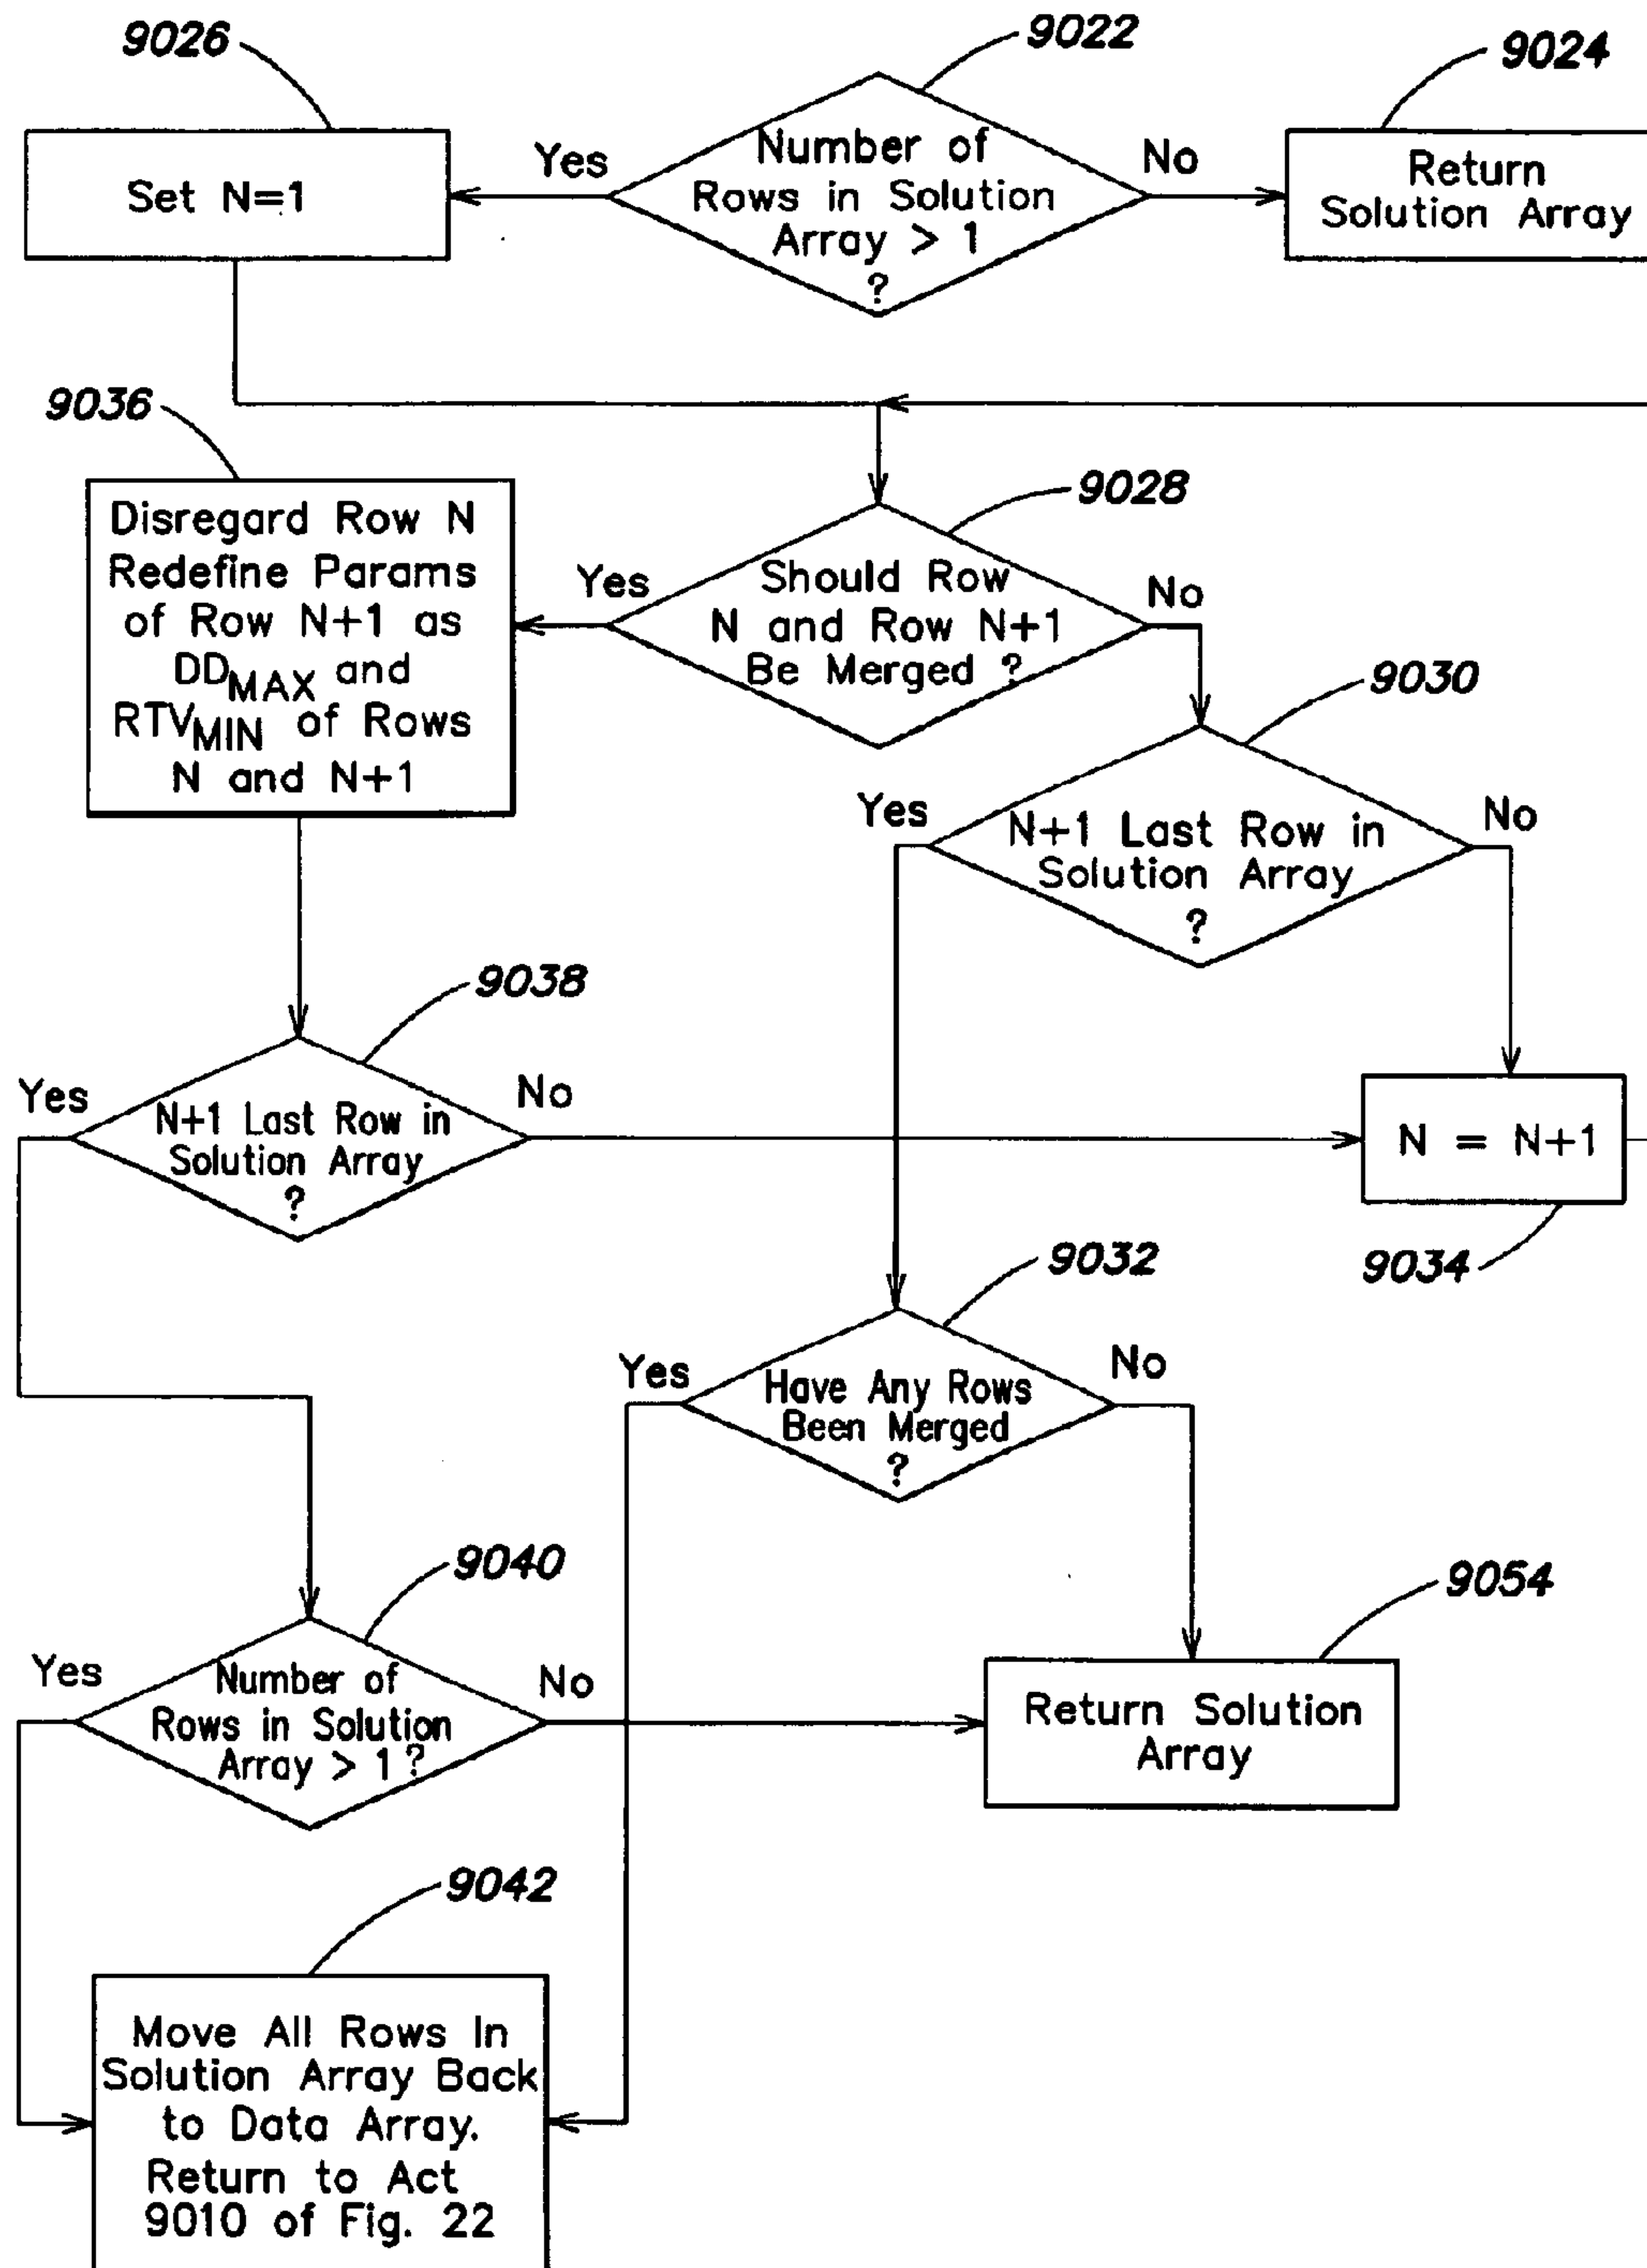 9026
9022
9024
Set N=1
Yes
Number of
Rows in Solution
Array > 1
?
No
Return
Solution Array
9036
9028
Disregard Row N
Redefine Params
of Row N+1 as
DDMAX and
RTVMIN of Rows
N and N+1
Yes
Should Row
N and Row N+1
Be Merged ?
No
9030
Yes
N+1 Last Row in
Solution Array
?
No
9038
Yes
N+1 Last Row in
Solution Array
?
No
N = N+1
9034
9032
Yes
Have Any Rows
Been Merged
?
No
9040
9054
Yes
Number of
Rows in Solution
Array > 1 ?
No
Return Solution
Array
9042
Move All Rows In
Solution Array Back
to Data Array.
Return to Act
9010 of Fig. 22